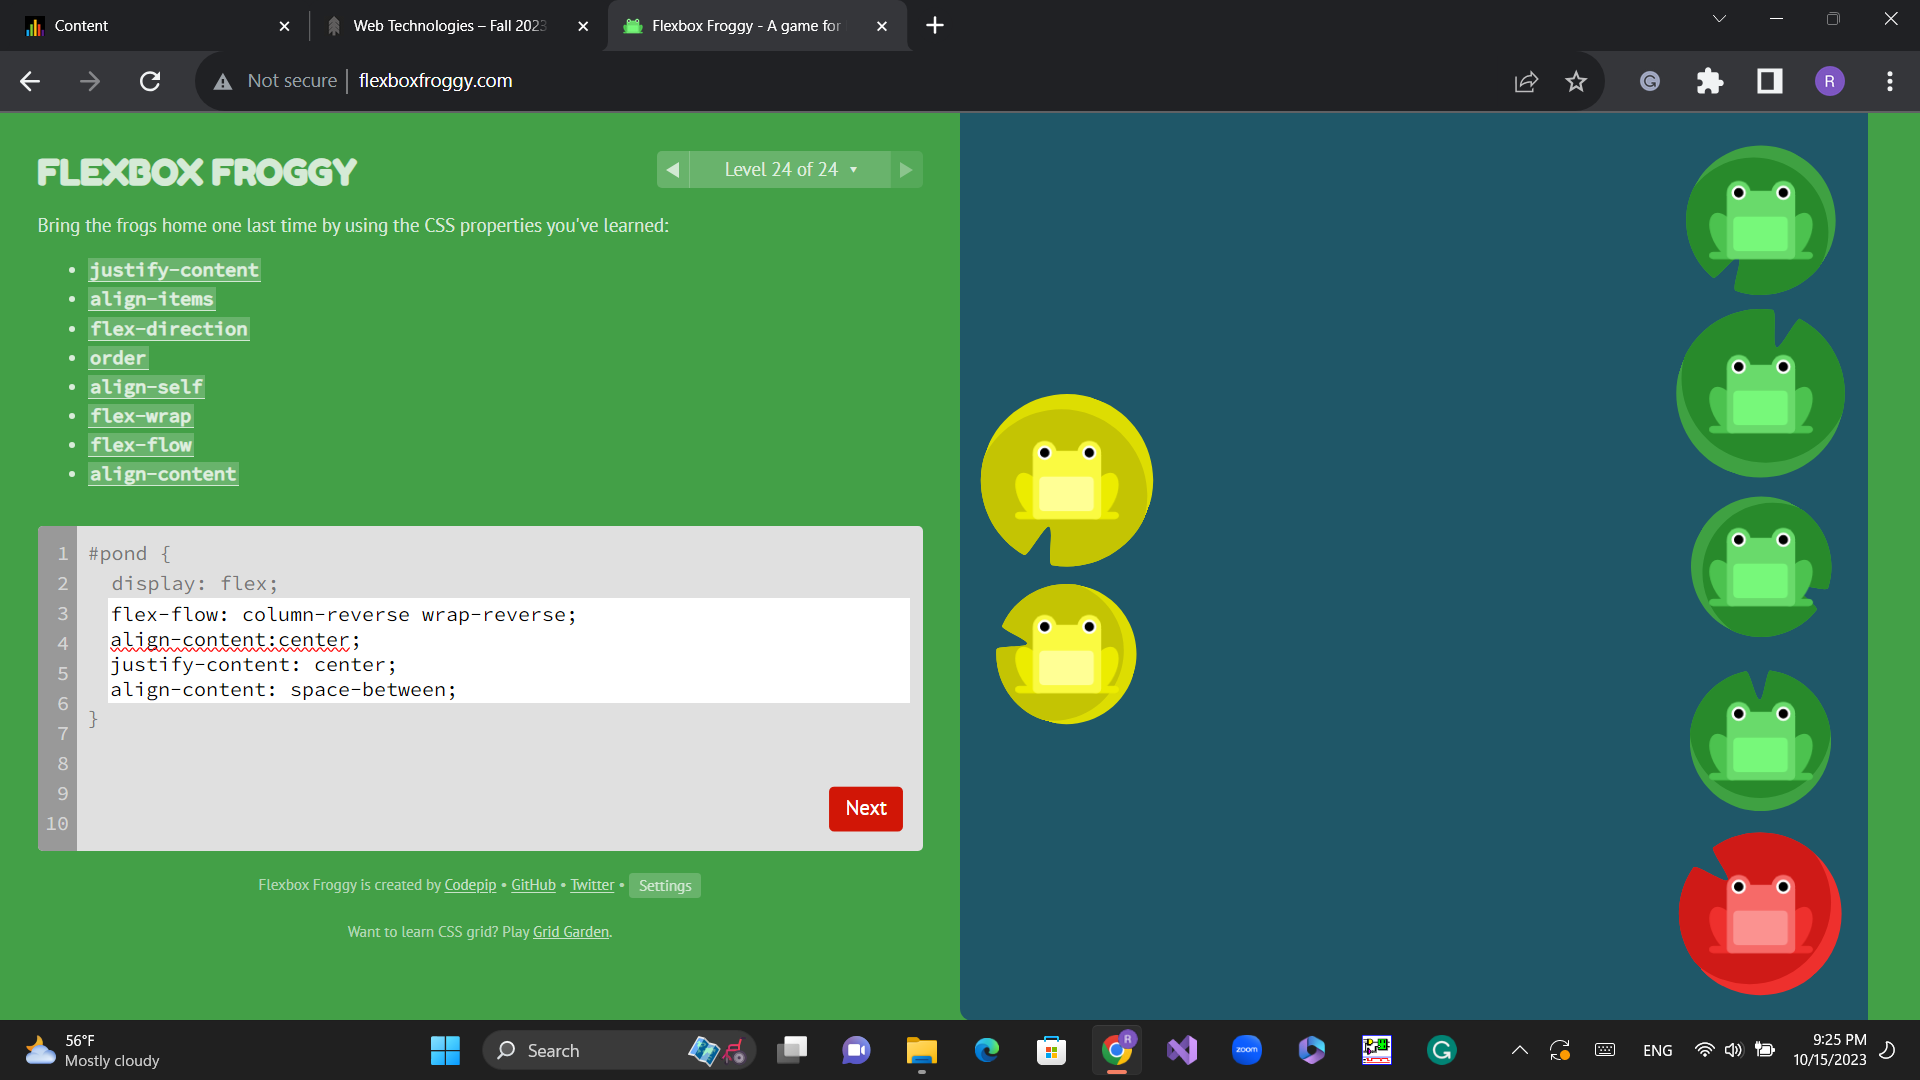 Content
Web Technologies – Fall 2023
Flexbox Froggy - A game for
Not secure
flexboxfroggy.com
R
FLEXBOX FROGGY
Level 24 of 24
Bring the frogs home one last time by using the CSS properties you've learned:
justify-content
align-items
flex-direction
order
align-self
flex-wrap
flex-flow
align-content
1 #pond {
2 display: flex;
3 flex-flow: column-reverse wrap-reverse;
4 align-content:center;
5 justify-content: center;
6 align-content: space-between;
7 }
8
9
10
Next
Flexbox Froggy is created by Codepip • GitHub • Twitter • Settings
Want to learn CSS grid? Play Grid Garden.
56°F
Mostly cloudy
Search
R
zoom
ENG
9:25 PM
10/15/2023